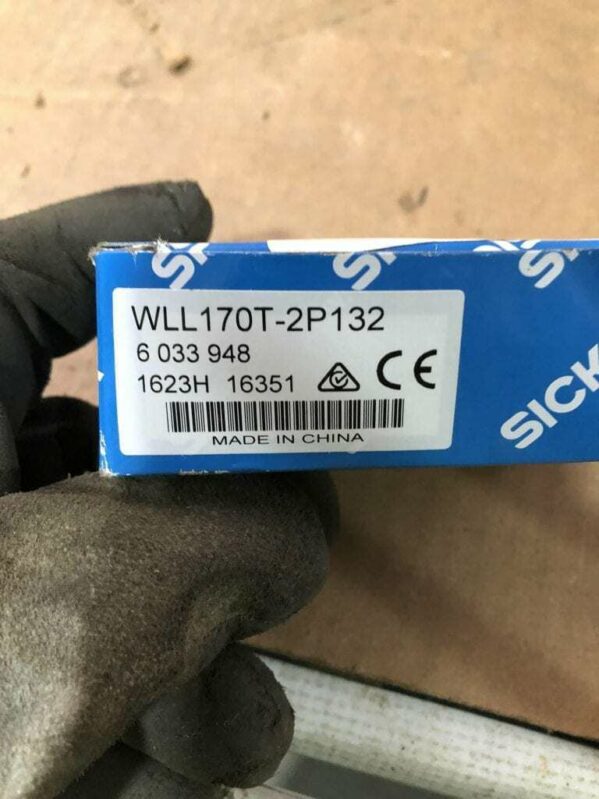 WLL170T-2P132
6 033 948
1623H 16351 CE
MADE IN CHINA
SICK